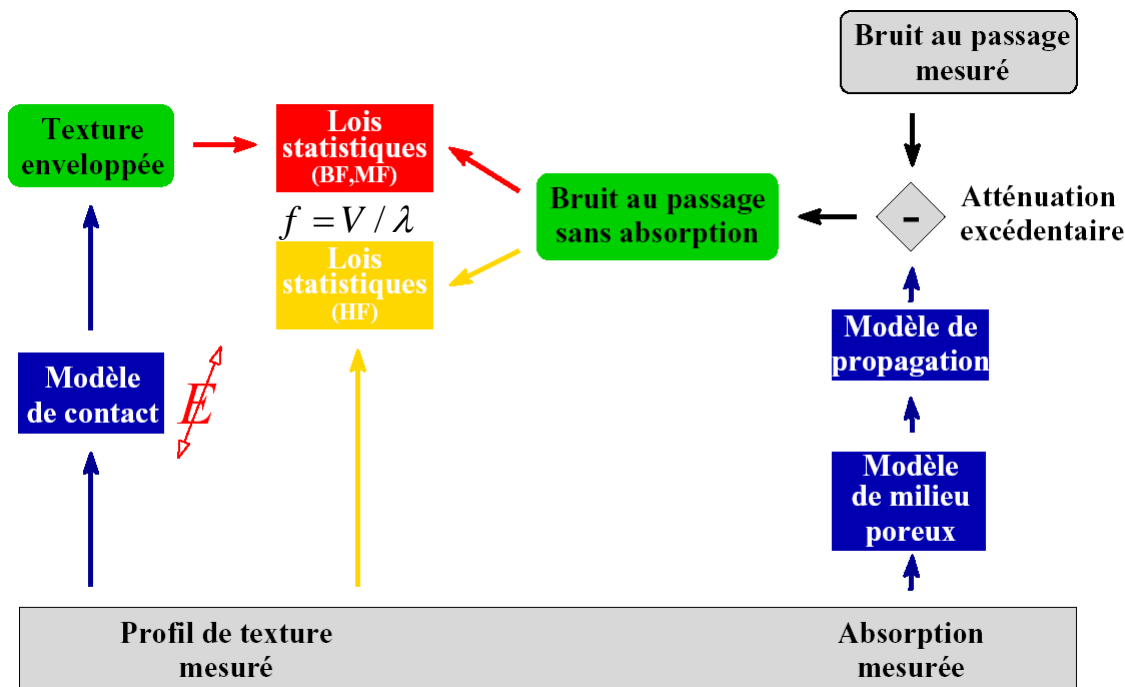 Bruit au passage
mesuré
Texture
enveloppée
Lois
statistiques
(BF,MF)
f = V / λ
Lois
statistiques
(HF)
Bruit au passage
sans absorption
-
Atténuation
excédentaire
Modèle
de contact
E
Modèle de
propagation
Modèle
de milieu
poreux
Profil de texture
mesuré
Absorption
mesurée